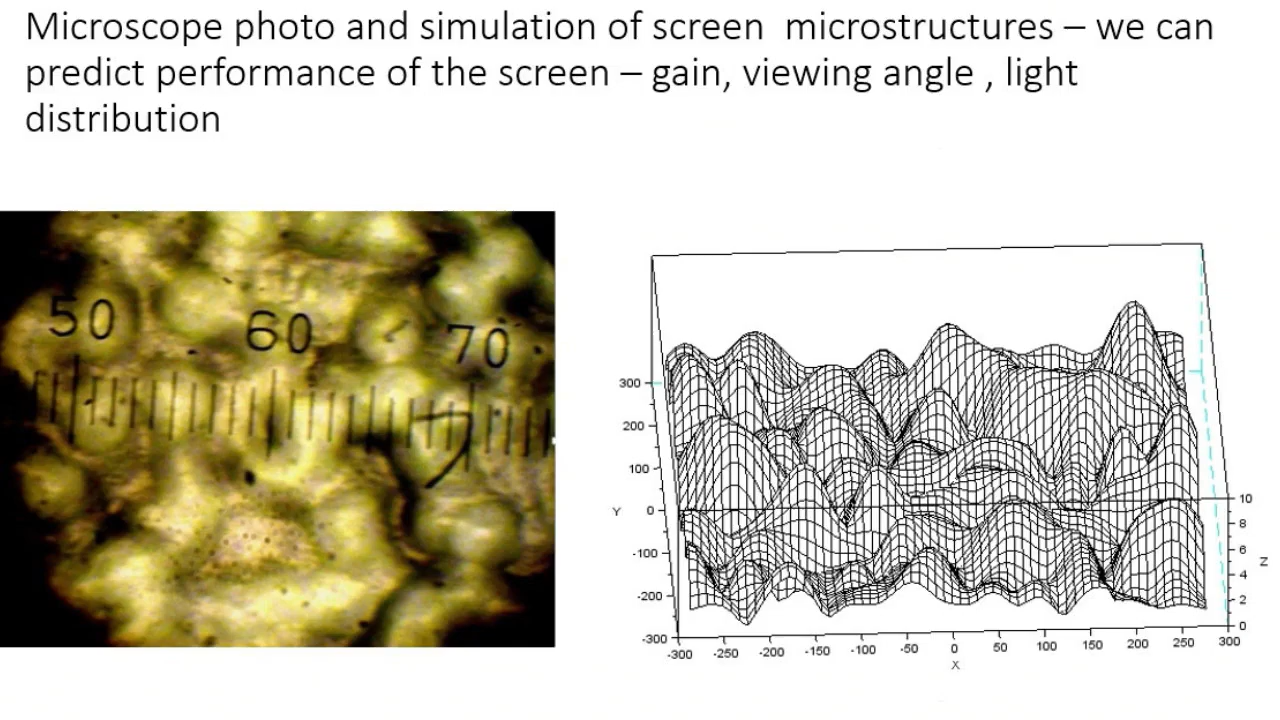 Microscope photo and simulation of screen  microstructures – we can
predict performance of the screen – gain, viewing angle , light
distribution
50 60 70
300
200
100
Y 0
-100
-200
-300
10
8
6
4
2
0
Z
-300 -250 -200 -150 -100 -50 0 50 100 150 200 250 300
X